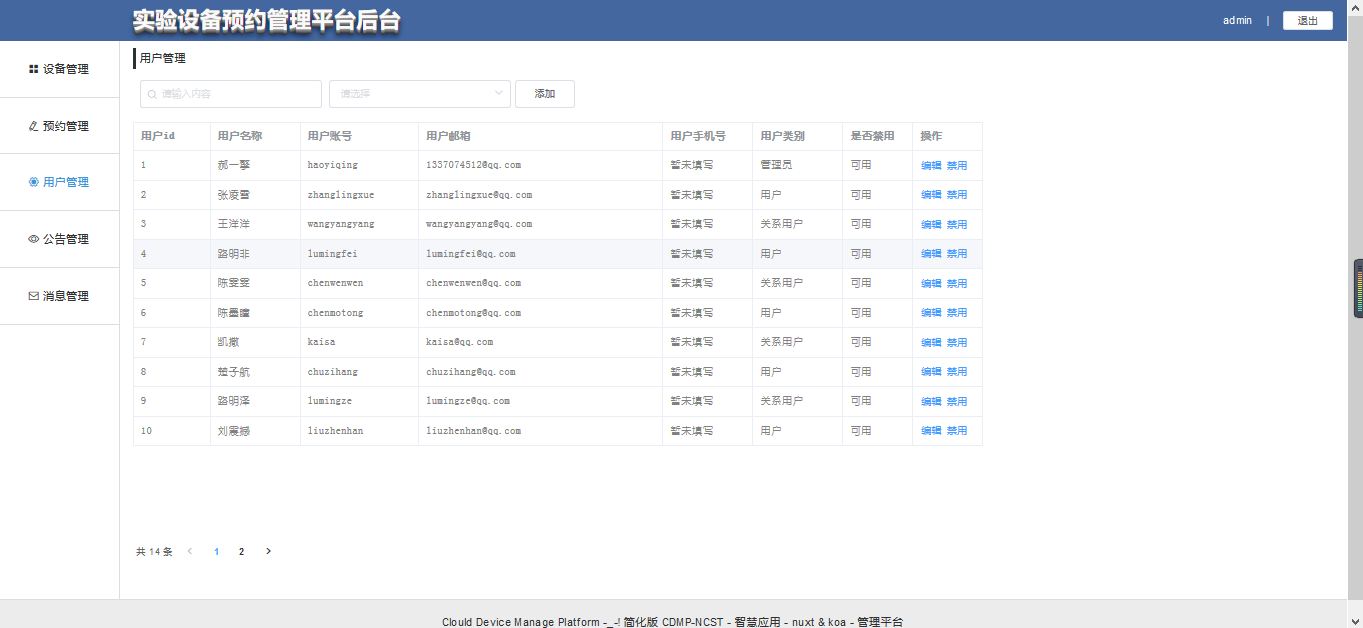 实验设备预约管理平台后台
admin | 退出
设备管理
预约管理
用户管理
公告管理
消息管理
用户管理
请输入内容 请选择 添加
用户id 用户名称 用户账号 用户邮箱 用户手机号 用户类别 是否禁用 操作
1 郝一擎 haoyiqing 1337074512@qq.com 暂未填写 管理员 可用 编辑 禁用
2 张凌雪 zhanglingxue zhanglingxue@qq.com 暂未填写 用户 可用 编辑 禁用
3 王洋洋 wangyangyang wangyangyang@qq.com 暂未填写 关系用户 可用 编辑 禁用
4 路明非 lumingfei lumingfei@qq.com 暂未填写 用户 可用 编辑 禁用
5 陈雯雯 chenwenwen chenwenwen@qq.com 暂未填写 关系用户 可用 编辑 禁用
6 陈墨瞳 chenmotong chenmotong@qq.com 暂未填写 用户 可用 编辑 禁用
7 凯撒 kaisa kaisa@qq.com 暂未填写 关系用户 可用 编辑 禁用
8 楚子航 chuzihang chuzihang@qq.com 暂未填写 用户 可用 编辑 禁用
9 路明泽 lumingze lumingze@qq.com 暂未填写 关系用户 可用 编辑 禁用
10 刘震撼 liuzhenhan liuzhenhan@qq.com 暂未填写 用户 可用 编辑 禁用
共 14 条 1 2
Clould Device Manage Platform -_-! 简化版 CDMP-NCST - 智慧应用 - nuxt & koa - 管理平台